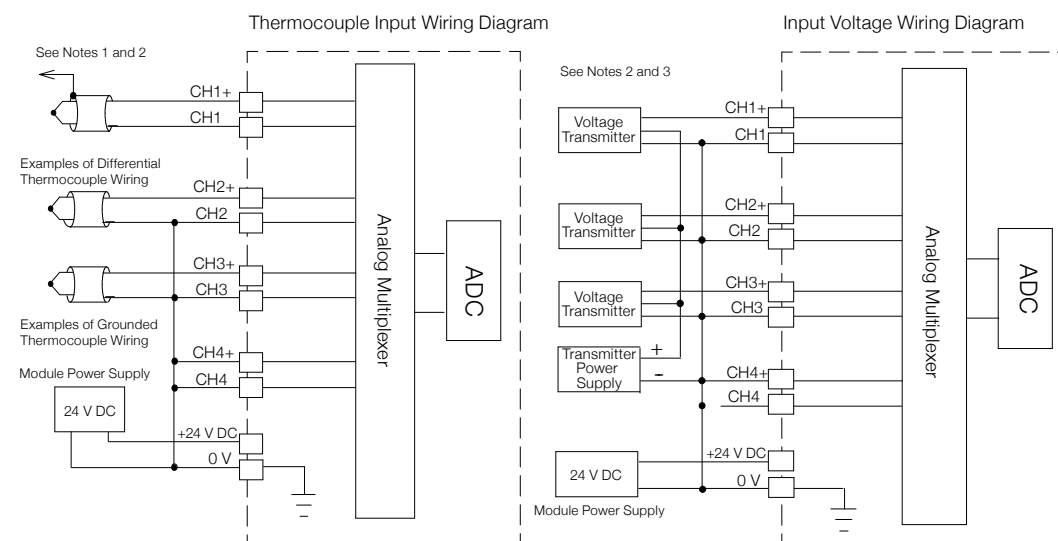 Thermocouple Input Wiring Diagram
See Notes 1 and 2
CH1+
CH1
Examples of Differential
Thermocouple Wiring
CH2+
CH2
CH3+
CH3
Examples of Grounded
Thermocouple Wiring
CH4+
CH4
Module Power Supply
24 V DC
+24 V DC
0 V
Analog Multiplexer
ADC
Input Voltage Wiring Diagram
See Notes 2 and 3
Voltage
Transmitter
CH1+
CH1
Voltage
Transmitter
CH2+
CH2
Voltage
Transmitter
CH3+
CH3
Transmitter
Power
Supply
+
-
CH4+
CH4
24 V DC
+24 V DC
0 V
Module Power Supply
Analog Multiplexer
ADC